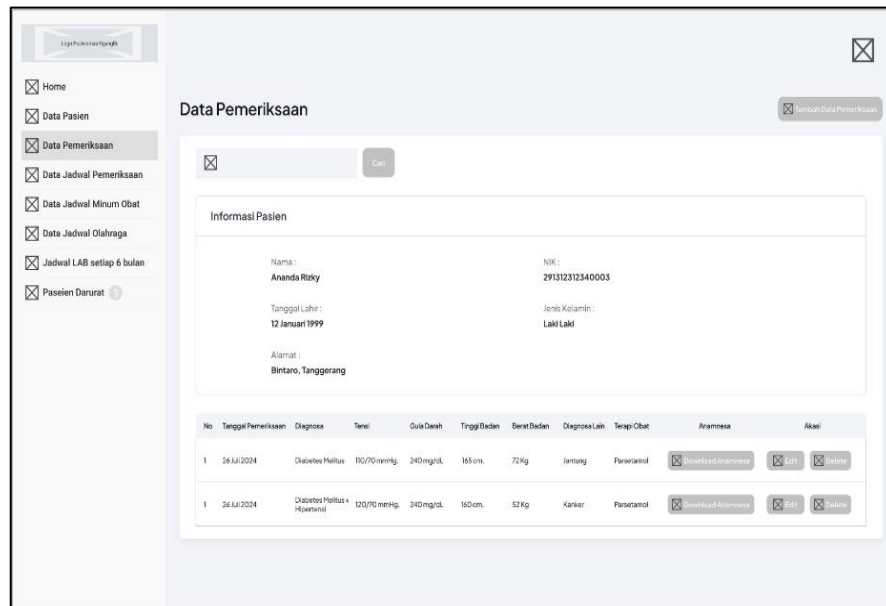 Logo Puskesmas Nganglik
Home
Data Pasien
Data Pemeriksaan
Data Jadwal Pemeriksaan
Data Jadwal Minum Obat
Data Jadwal Olahraga
Jadwal LAB setiap 6 bulan
Paseien Darurat 3
Data Pemeriksaan
Tambah Data Pemeriksaan
Cari
Informasi Pasien
Nama :
Ananda Rizky
NIK :
291312312340003
Tanggal Lahir :
12 Januari 1999
Jenis Kelamin :
Laki Laki
Alamat :
Bintaro, Tanggerang
No Tanggal Pemeriksaan Diagnosa Tensi Gula Darah Tinggi Badan Berat Badan Diagnosa Lain Terapi Obat Anamnesa Akasi
1 26 Juli 2024 Diabetes Melitus 110/70 mmHg. 240 mg/dL 165 cm. 72 Kg Jantung Parsetamol Download Anamnesa Edit Delete
1 26 Juli 2024 Diabetes Melitus + Hipertensi 120/70 mmHg. 240 mg/dL 160 cm. 52 Kg Kanker Parsetamol Download Anamnesa Edit Delete